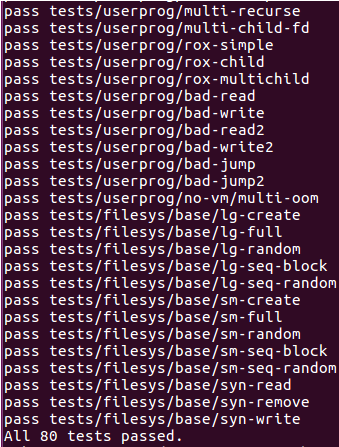 pass tests/userprog/multi-recurse
pass tests/userprog/multi-child-fd
pass tests/userprog/rox-simple
pass tests/userprog/rox-child
pass tests/userprog/rox-multichild
pass tests/userprog/bad-read
pass tests/userprog/bad-write
pass tests/userprog/bad-read2
pass tests/userprog/bad-write2
pass tests/userprog/bad-jump
pass tests/userprog/bad-jump2
pass tests/userprog/no-vm/multi-oom
pass tests/filesys/base/lg-create
pass tests/filesys/base/lg-full
pass tests/filesys/base/lg-random
pass tests/filesys/base/lg-seq-block
pass tests/filesys/base/lg-seq-random
pass tests/filesys/base/sm-create
pass tests/filesys/base/sm-full
pass tests/filesys/base/sm-random
pass tests/filesys/base/sm-seq-block
pass tests/filesys/base/sm-seq-random
pass tests/filesys/base/syn-read
pass tests/filesys/base/syn-remove
pass tests/filesys/base/syn-write
All 80 tests passed.